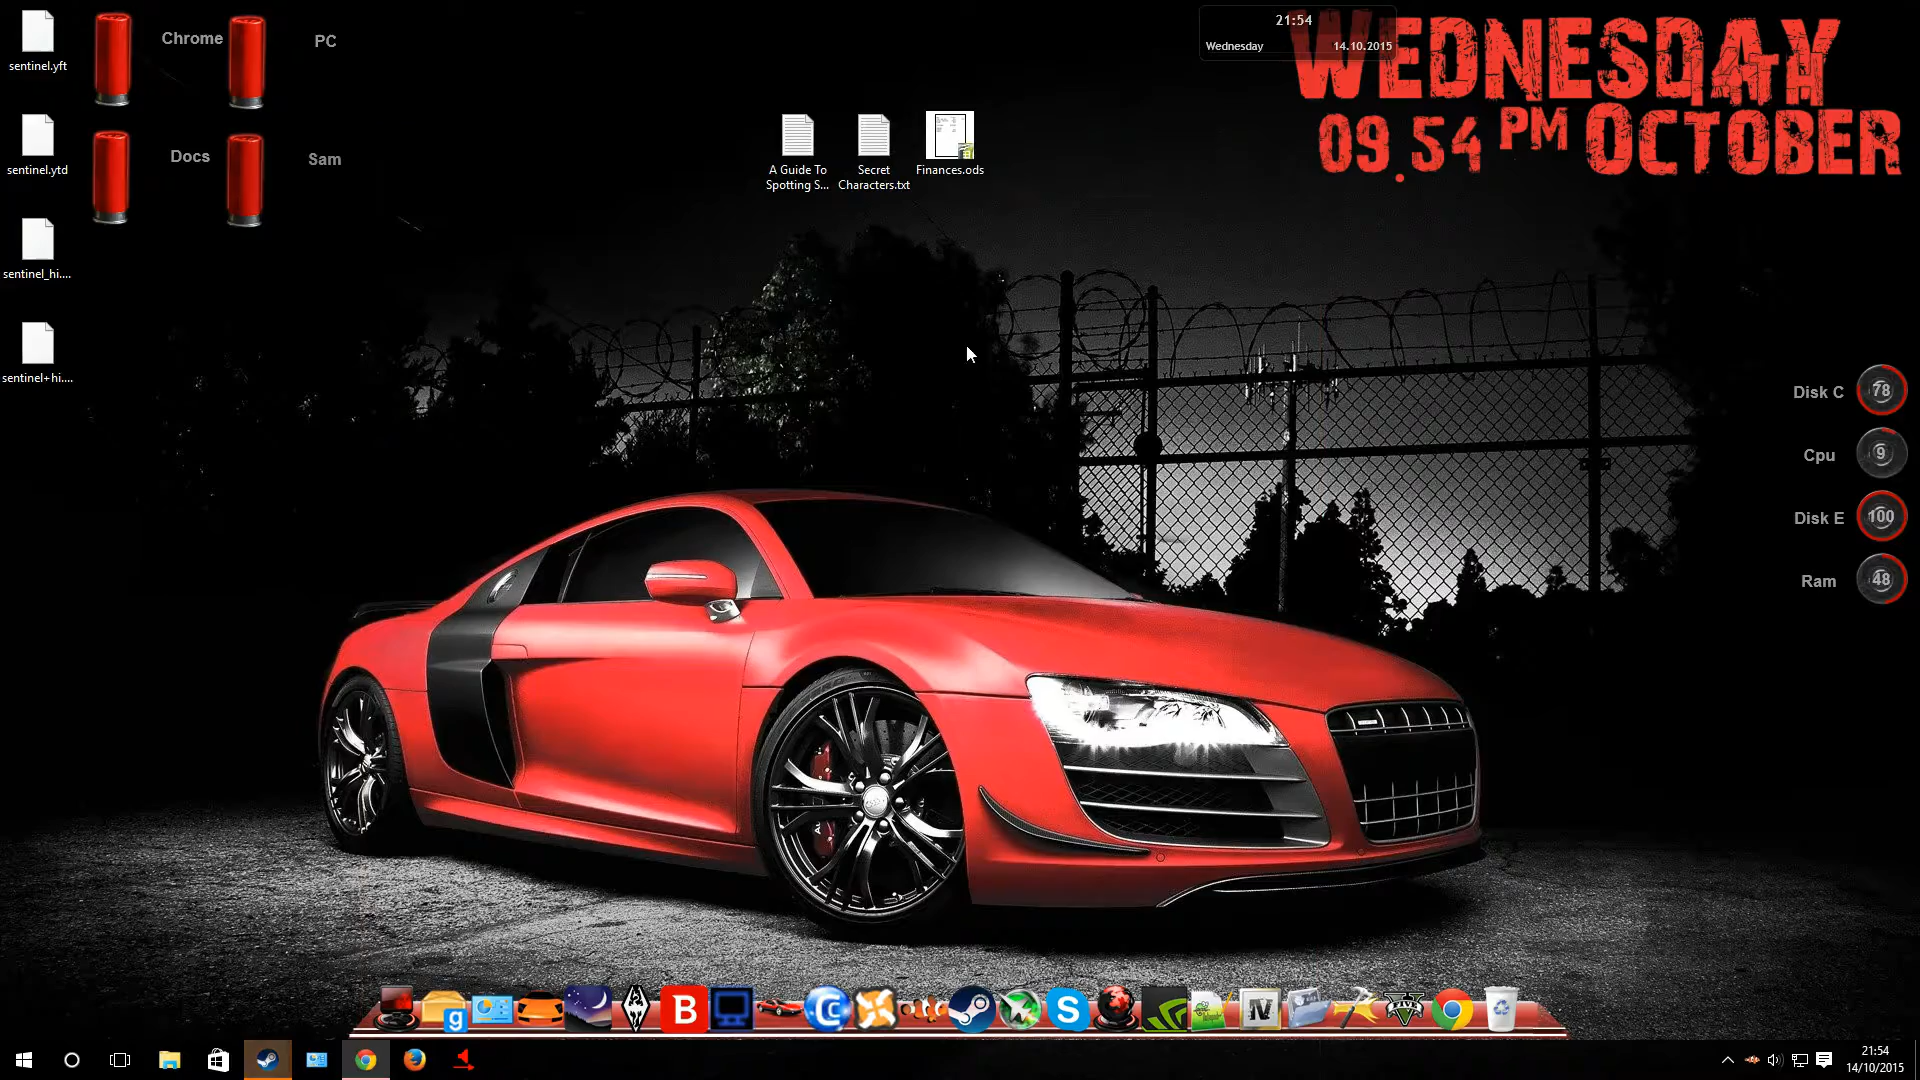 sentinel.yft
Chrome
PC
sentinel.ytd
Docs
Sam
sentinel_hi....
sentinel+hi....
A Guide To
Spotting S...
Secret
Characters.txt
Finances.ods
21:54
Wednesday
14.10.2015
WEDNESDAY
14TH
09.54 PM OCTOBER
Disk C
78
Cpu
9
Disk E
100
Ram
48
g
B
C
S
IV
FIVE
21:54
14/10/2015